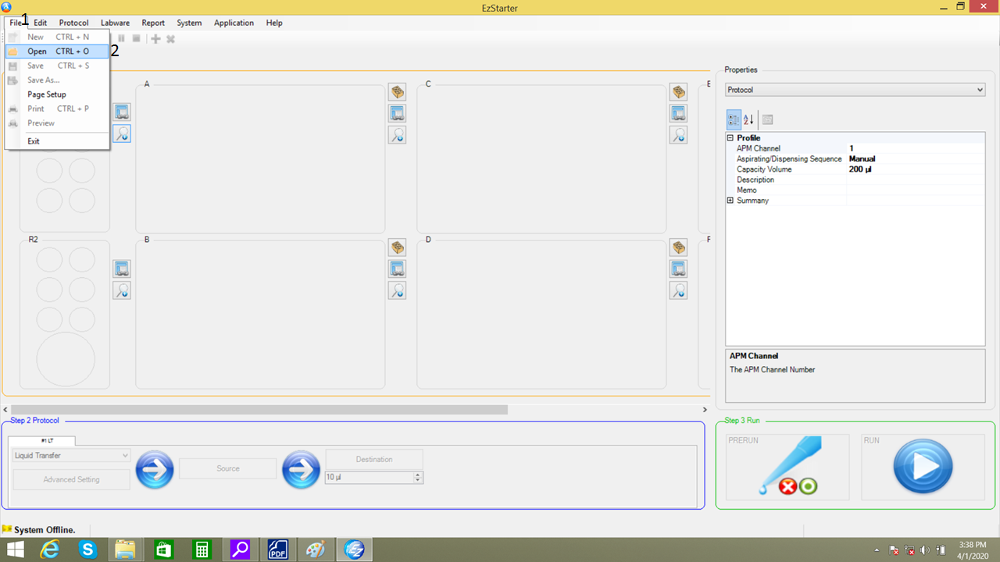 EzStarter
1
File Edit Protocol Labware Report System Application Help
New CTRL + N
Open CTRL + O
2
Save CTRL + S
Save As...
Page Setup
Print CTRL + P
Preview
Exit
A
C
R2
B
D
Properties
Protocol
Profile
APM Channel 1
Aspirating/Dispensing Sequence Manual
Capacity Volume 200 µl
Description
Memo
Summary
APM Channel
The APM Channel Number
Step 2 Protocol
#1 LT
Liquid Transfer
Advanced Setting
Source
Destination
10 µl
Step 3 Run
PRERUN
RUN
System Offline.
PDF
3:38 PM
4/1/2020